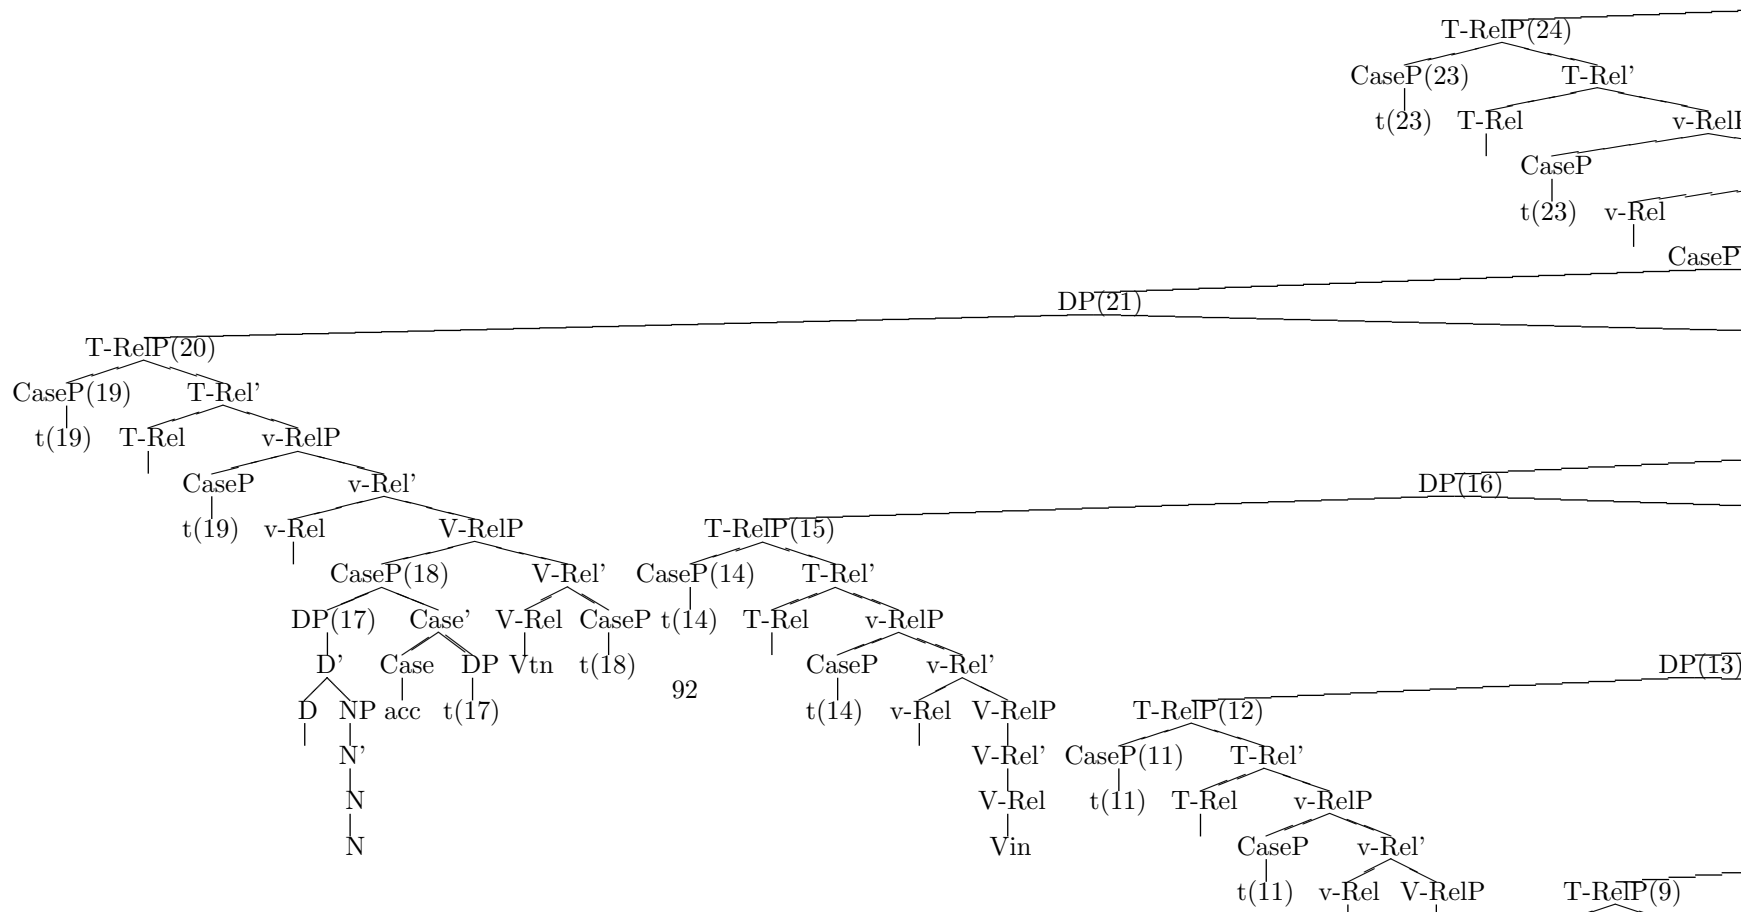 T-RelP(24)
CaseP(23) T-Rel'
t(23) T-Rel v-RelP
CaseP
t(23) v-Rel
CaseP
DP(21)
T-RelP(20)
CaseP(19) T-Rel'
t(19) T-Rel v-RelP
CaseP v-Rel' DP(16)
t(19) v-Rel V-RelP T-RelP(15)
CaseP(18) V-Rel' CaseP(14) T-Rel'
DP(17) Case' V-Rel CaseP t(14) T-Rel v-RelP
D' Case DP Vtn t(18) CaseP v-Rel' DP(13)
92
D NP acc t(17) t(14) v-Rel V-RelP T-RelP(12)
N' V-Rel' CaseP(11) T-Rel'
N V-Rel t(11) T-Rel v-RelP
N Vin CaseP v-Rel'
t(11) v-Rel V-RelP T-RelP(9)